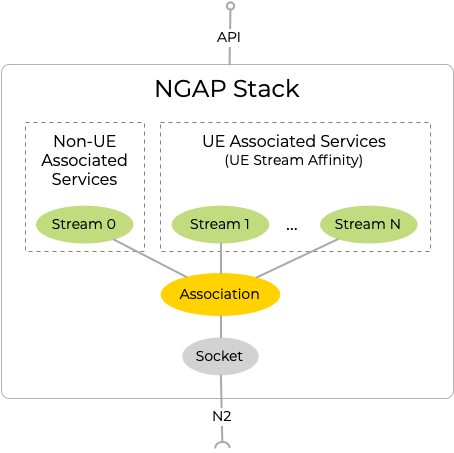 API
NGAP Stack
Non-UE
Associated
Services
UE Associated Services
(UE Stream Affinity)
Stream 0
Stream 1
...
Stream N
Association
Socket
N2